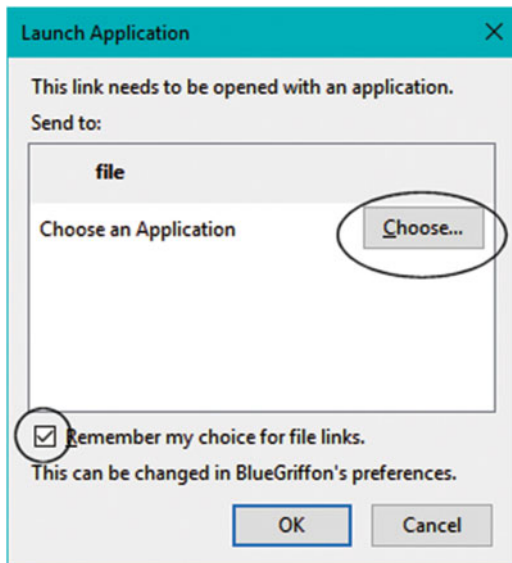 Launch Application
This link needs to be opened with an application.
Send to:
file
Choose an Application
Choose...
Remember my choice for file links.
This can be changed in BlueGriffon's preferences.
OK
Cancel